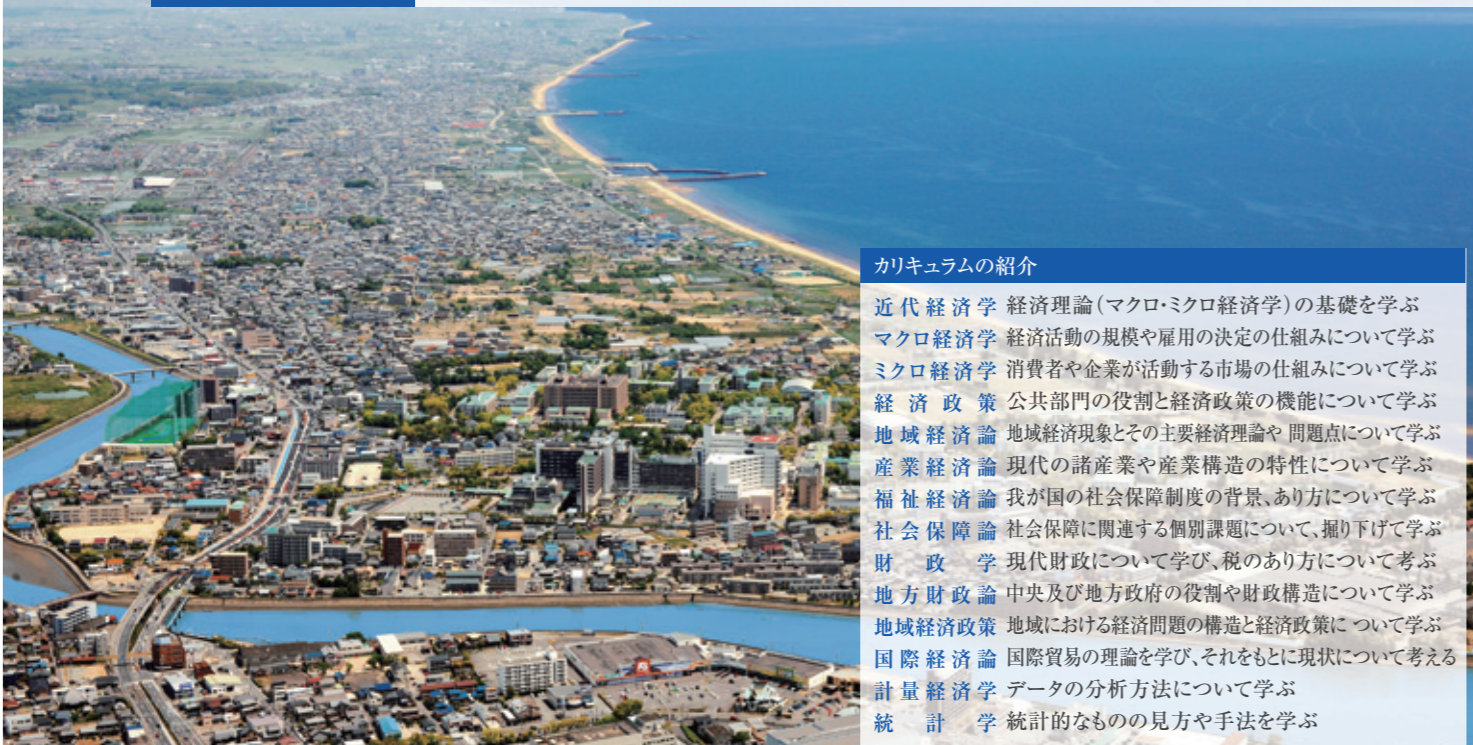 カリキュラムの紹介
近代経済学 経済理論(マクロ・ミクロ経済学)の基礎を学ぶ
マクロ経済学 経済活動の規模や雇用の決定の仕組みについて学ぶ
ミクロ経済学 消費者や企業が活動する市場の仕組みについて学ぶ
経済政策 公共部門の役割と経済政策の機能について学ぶ
地域経済論 地域経済現象とその主要経済理論や 問題点について学ぶ
産業経済論 現代の諸産業や産業構造の特性について学ぶ
福祉経済論 我が国の社会保障制度の背景、あり方について学ぶ
社会保障論 社会保障に関連する個別課題について、掘り下げて学ぶ
財政学 現代財政について学び、税のあり方について考ぶ
地方財政論 中央及び地方政府の役割や財政構造について学ぶ
地域経済政策 地域における経済問題の構造と経済政策に ついて学ぶ
国際経済論 国際貿易の理論を学び、それをもとに現状について考える
計量経済学 データの分析方法について学ぶ
統計学 統計的なものの見方や手法を学ぶ